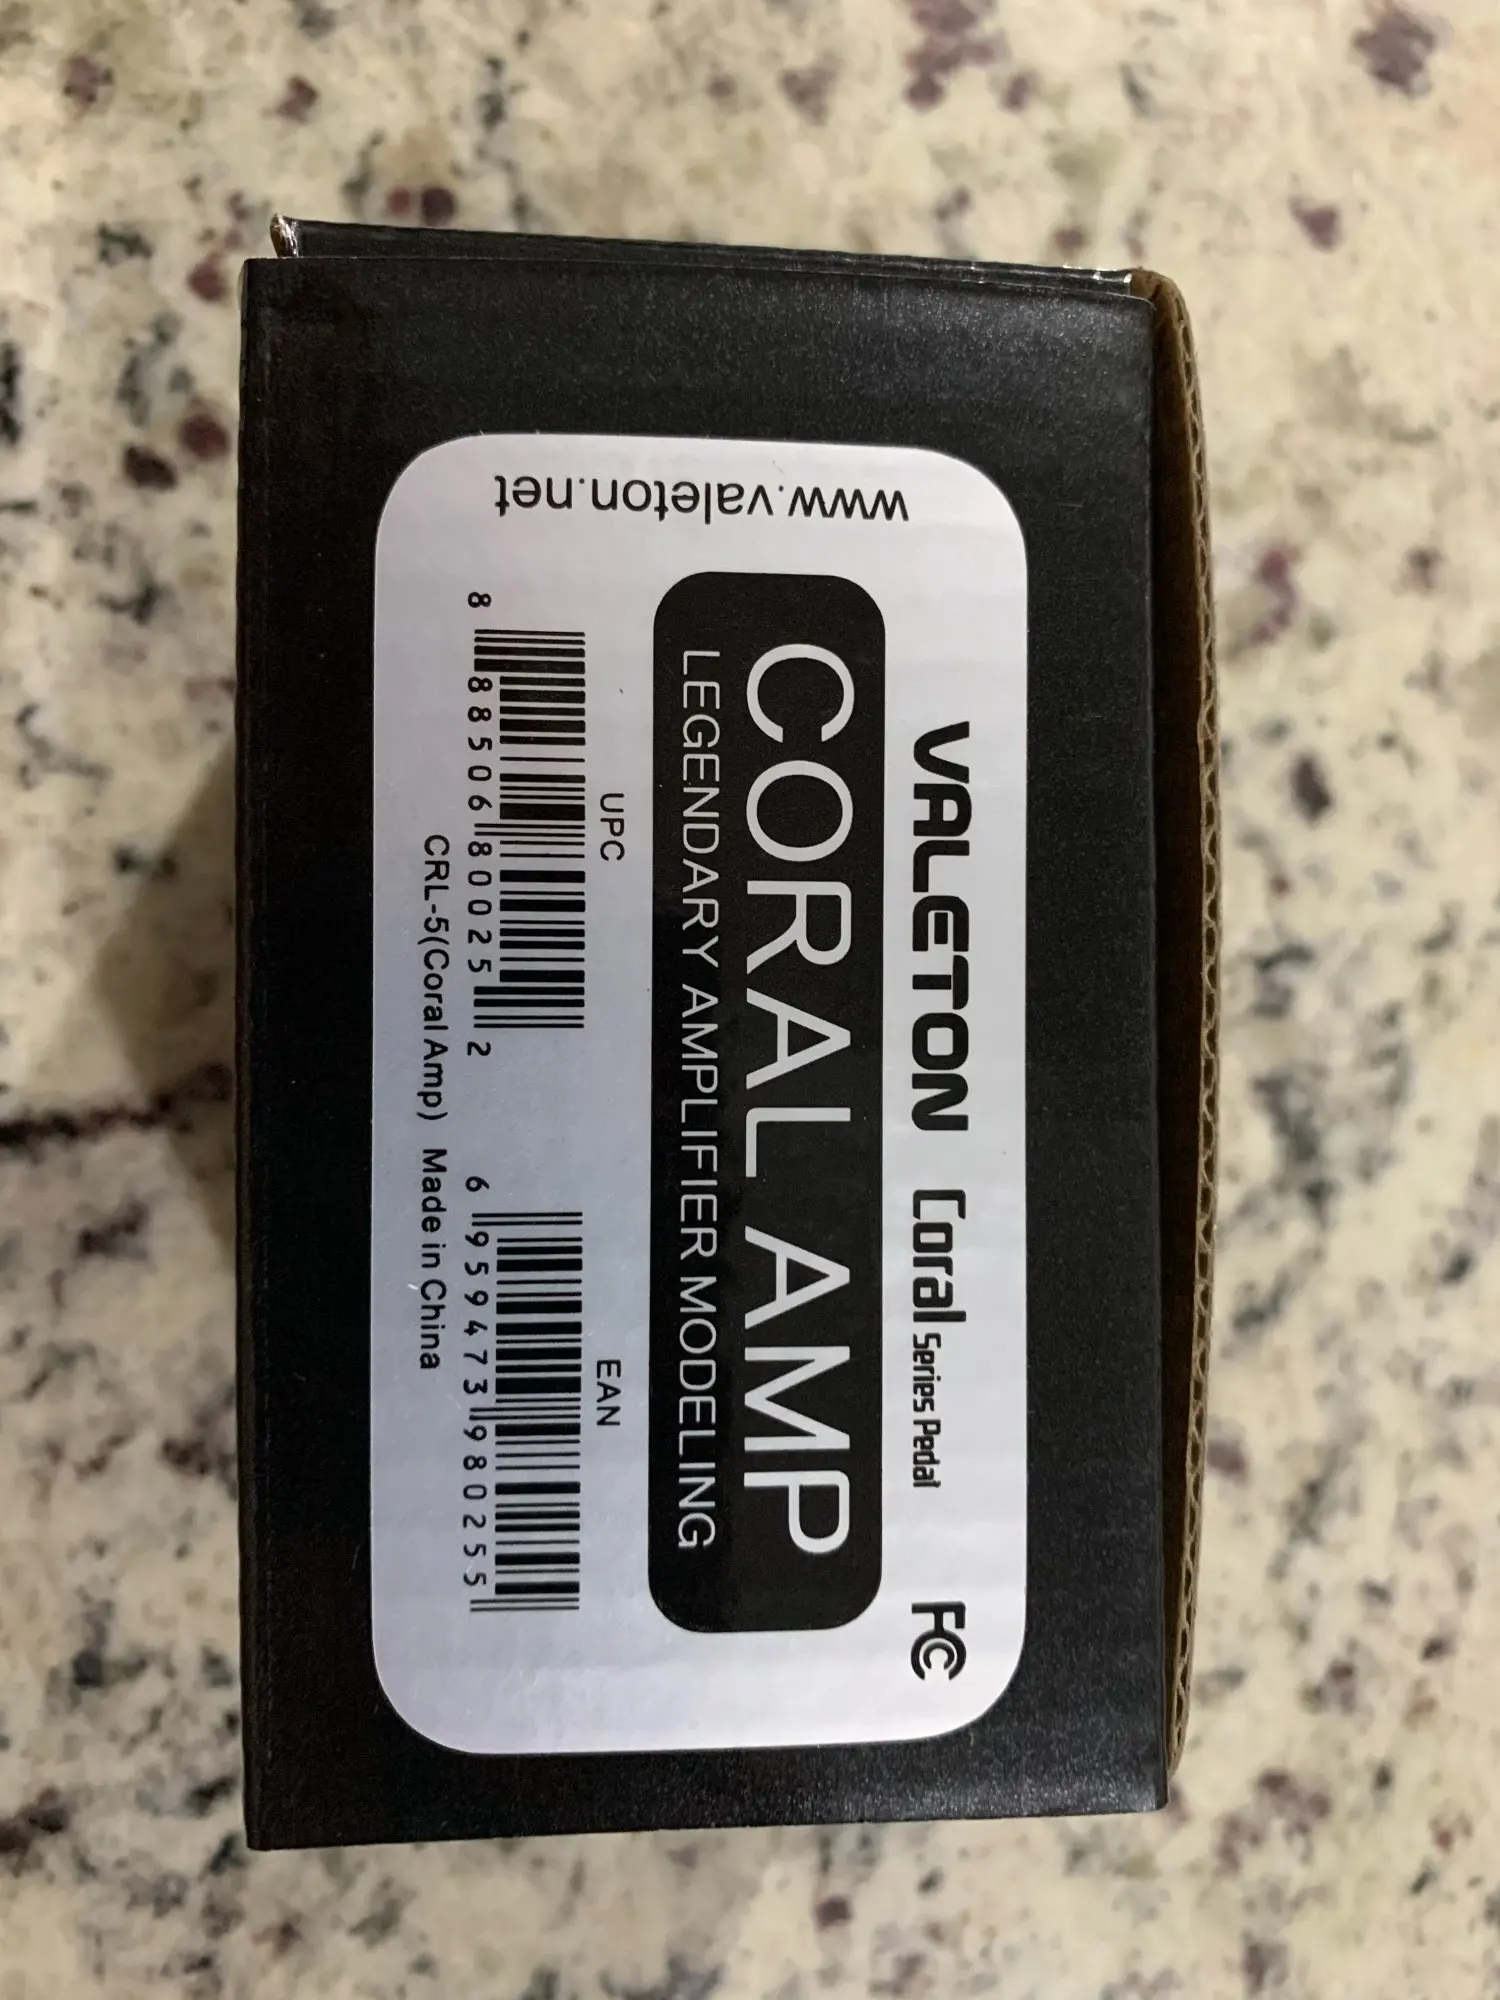 VALETON Coral Series Pedal FC
CORAL AMP
LEGENDARY AMPLIFIER MODELING
www.valeton.net
UPC
8 88506 80025 2
EAN
6 959473 980255
CRL-5(Coral Amp) Made in China